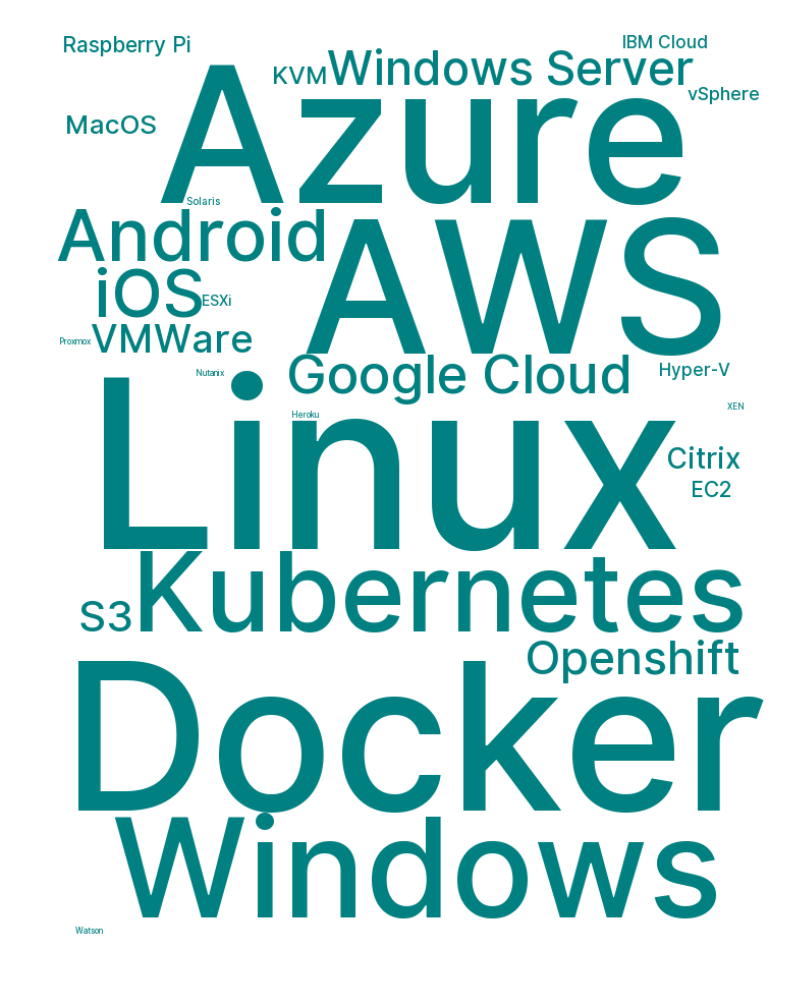 Raspberry Pi
IBM Cloud
KVM
Windows Server
vSphere
MacOS
Azure
Solaris
Android
AWS
iOS
ESXi
Proxmox
VMWare
Google Cloud
Hyper-V
Nutanix
Linux
XEN
Heroku
Citrix
EC2
Kubernetes
S3
Openshift
Docker
Windows
Watson